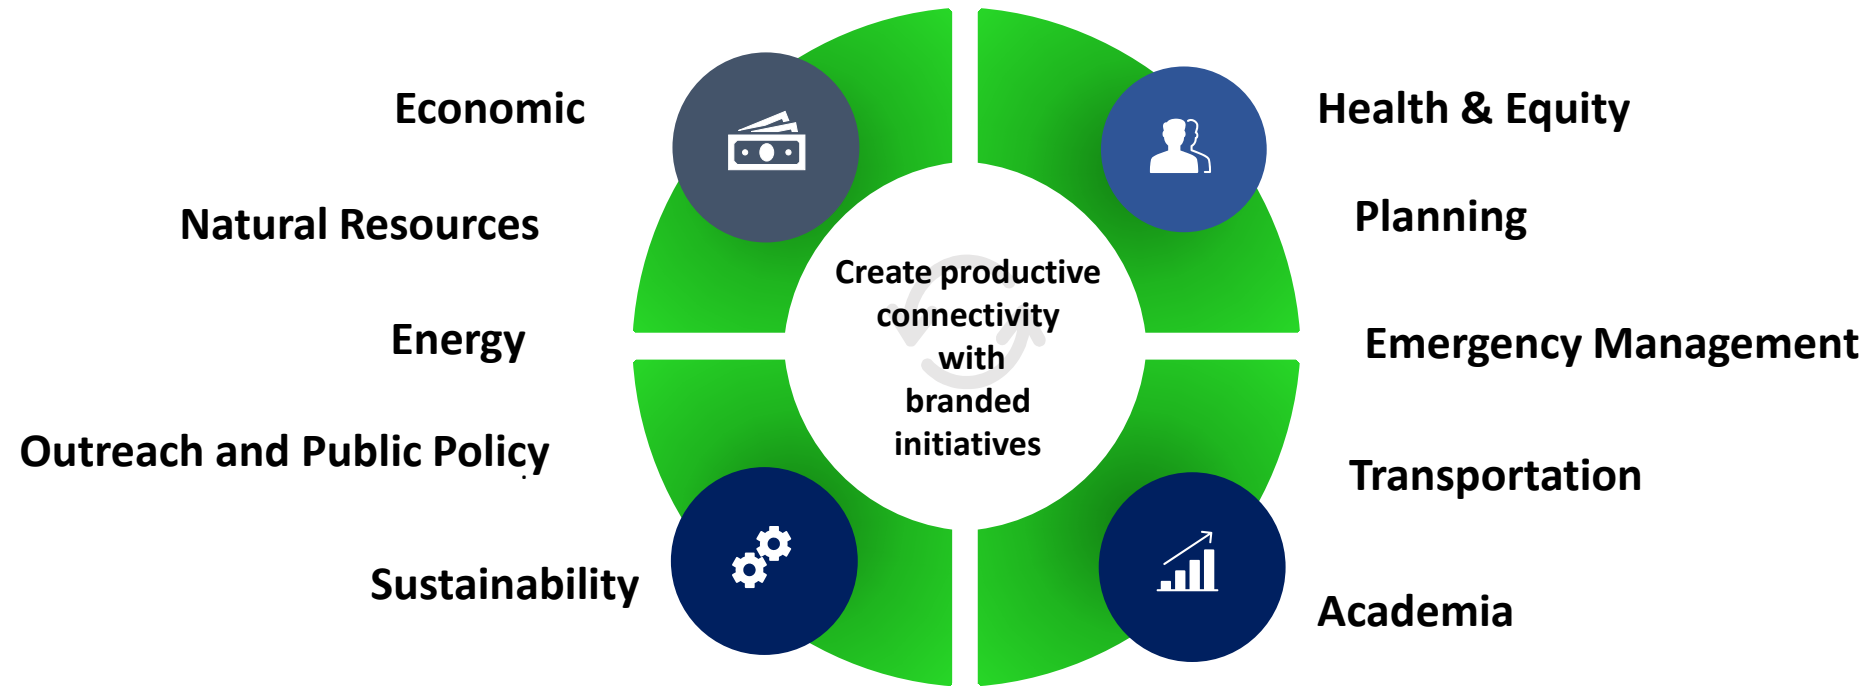 Economic
Natural Resources
Energy
Outreach and Public Policy
.
Sustainability
Create productive
connectivity
with
branded
initiatives
Health & Equity
Planning
Emergency Management
Transportation
Academia